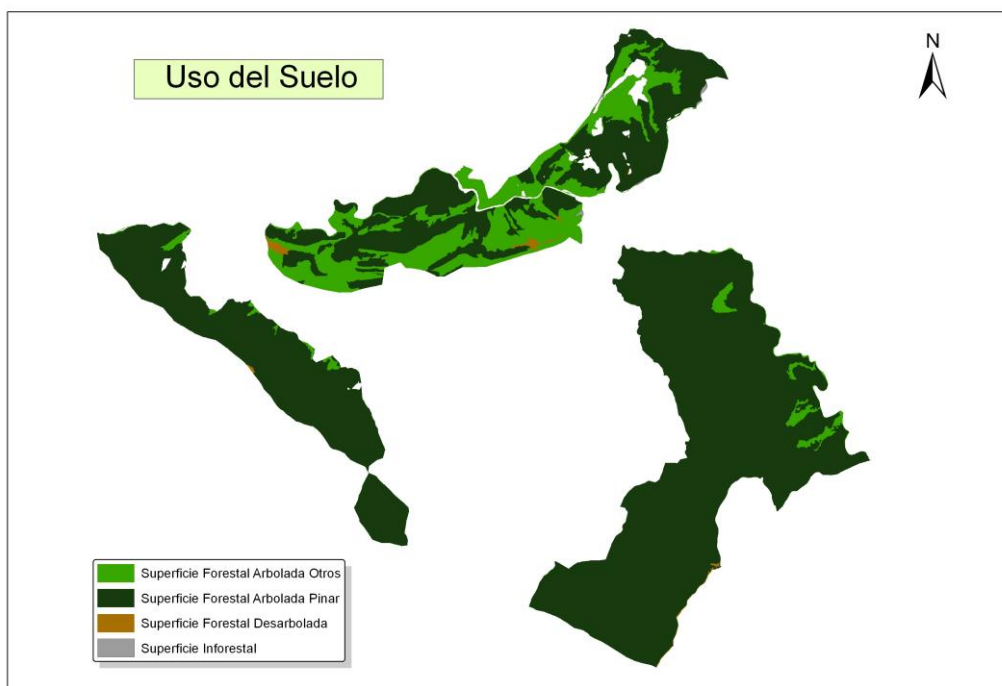 Uso del Suelo
N
Superficie Forestal Arbolada Otros
Superficie Forestal Arbolada Pinar
Superficie Forestal Desarbolada
Superficie Inforestal